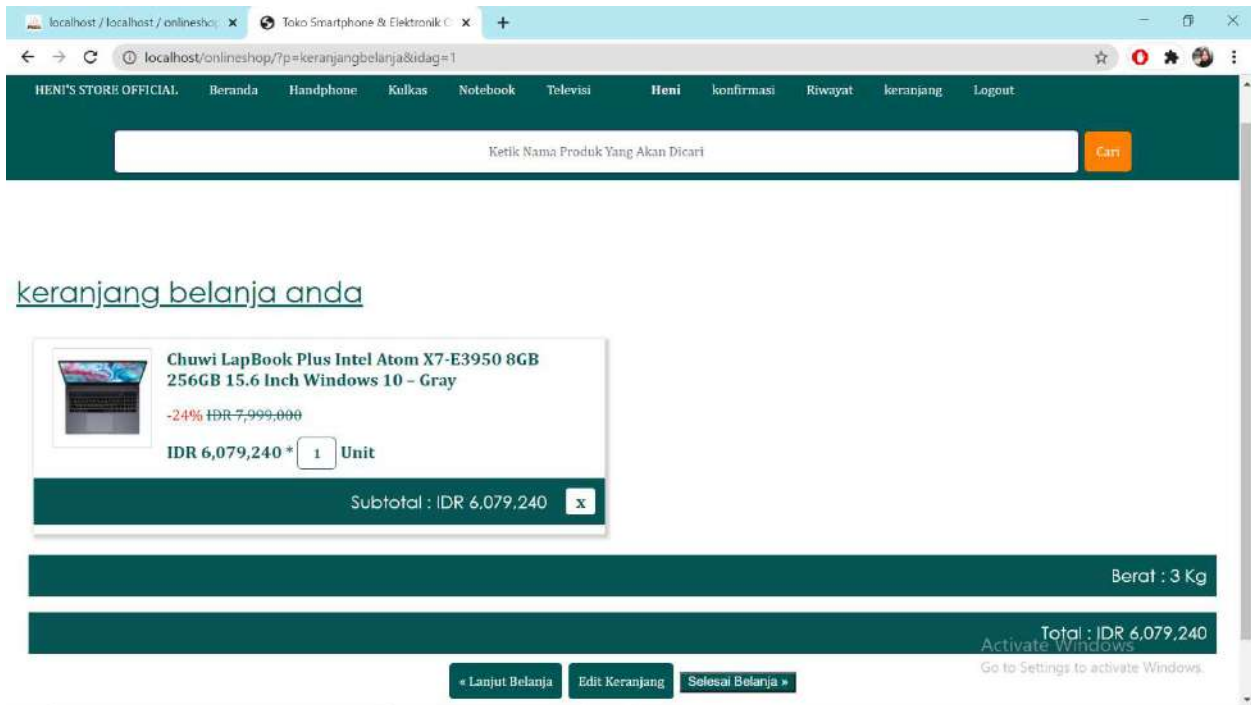 localhost / localhost / onlinesho
Toko Smartphone & Elektronik
localhost/onlineshop/?p=keranjangbelanja&idag=1
HENI'S STORE OFFICIAL Beranda Handphone Kulkas Notebook Televisi Heni konfirmasi Riwayat keranjang Logout
Ketik Nama Produk Yang Akan Dicari Cari
keranjang belanja anda
Chuwi LapBook Plus Intel Atom X7-E3950 8GB
256GB 15.6 Inch Windows 10 – Gray
-24% IDR 7,999,000
IDR 6,079,240 * 1 Unit
Subtotal : IDR 6,079,240 x
Berat : 3 Kg
Total : IDR 6,079,240
Activate Windows
Go to Settings to activate Windows.
« Lanjut Belanja Edit Keranjang Selesai Belanja »